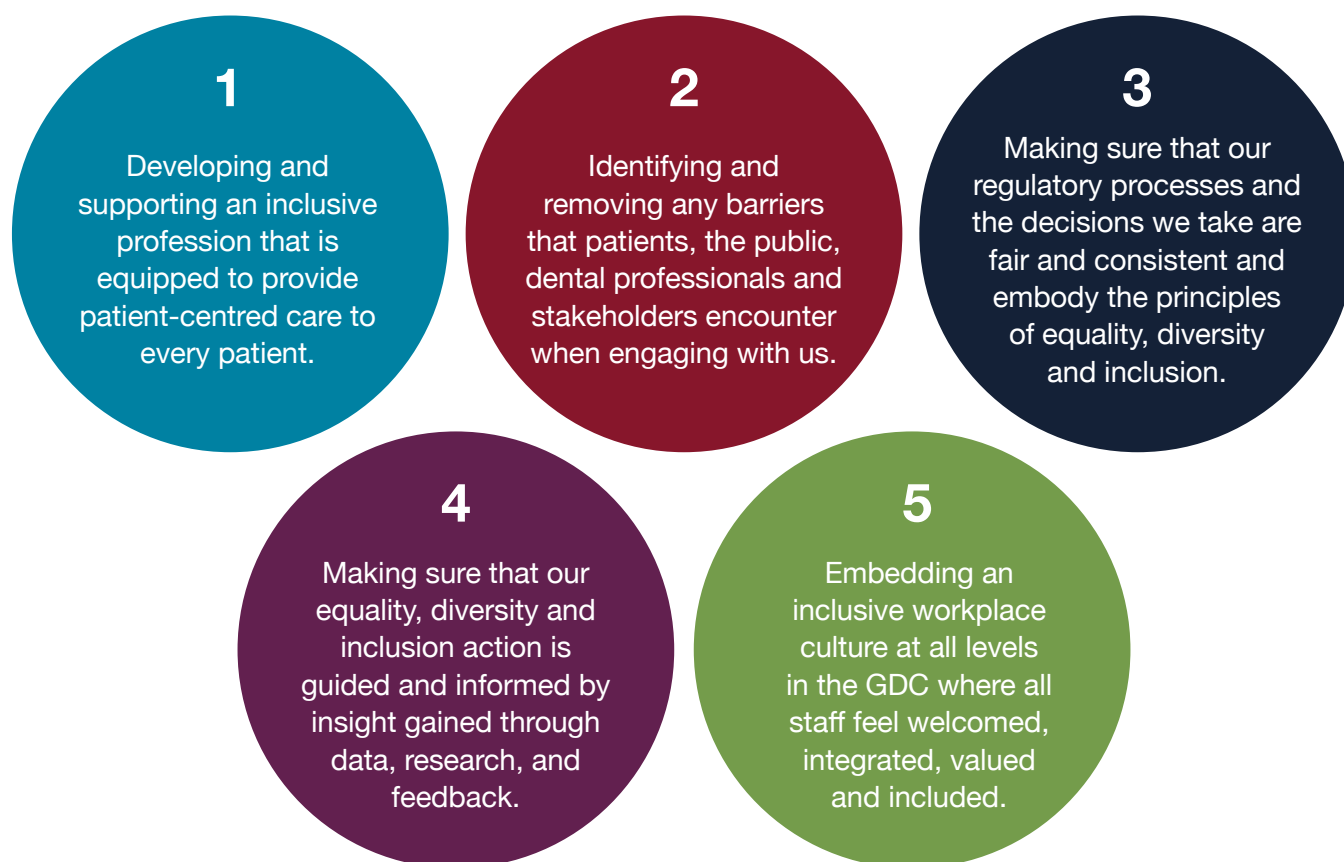 1
Developing and
supporting an inclusive
profession that is
equipped to provide
patient-centred care to
every patient.
2
Identifying and
removing any barriers
that patients, the public,
dental professionals and
stakeholders encounter
when engaging with us.
3
Making sure that our
regulatory processes and
the decisions we take are
fair and consistent and
embody the principles
of equality, diversity
and inclusion.
4
Making sure that our
equality, diversity and
inclusion action is
guided and informed by
insight gained through
data, research, and
feedback.
5
Embedding an
inclusive workplace
culture at all levels
in the GDC where all
staff feel welcomed,
integrated, valued
and included.